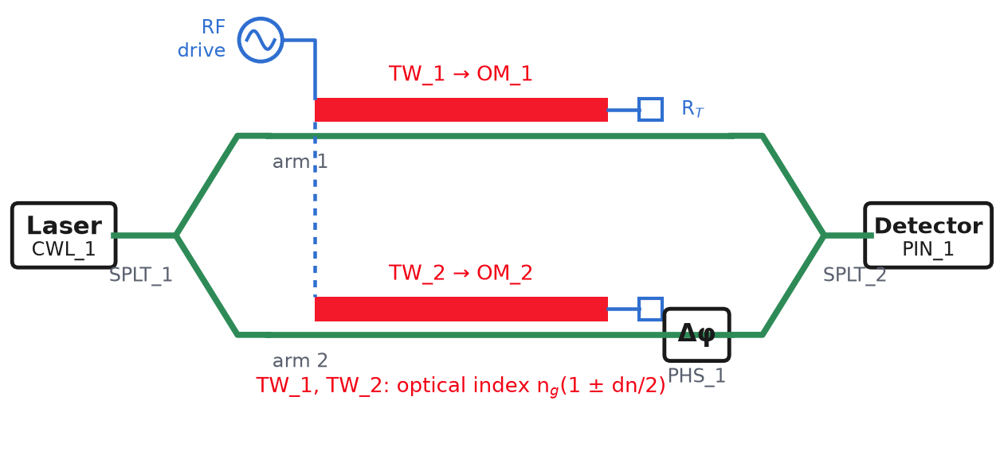 RF
drive
TW_1 → OM_1
R_T
arm 1
Laser
CWL_1
SPLT_1
Detector
PIN_1
SPLT_2
TW_2 → OM_2
Δφ
arm 2
PHS_1
TW_1, TW_2: optical index n_g(1 ± dn/2)